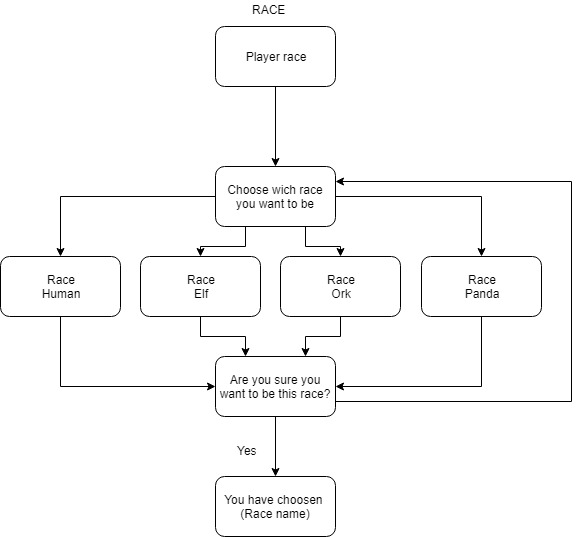 RACE
Player race
Choose wich race
you want to be
Race
Human
Race
Elf
Race
Ork
Race
Panda
Are you sure you
want to be this race?
Yes
You have choosen
(Race name)